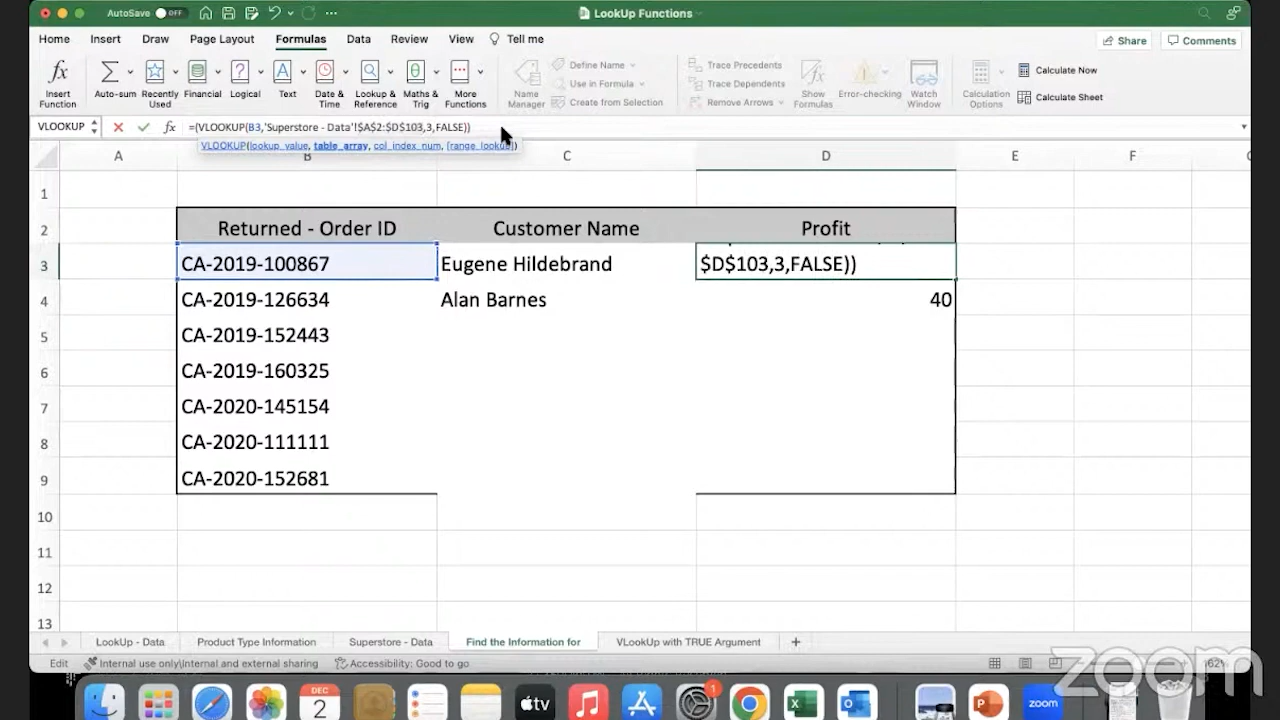 AutoSave OFF
LookUp Functions
Home Insert Draw Page Layout Formulas Data Review View Tell me
Share Comments
Insert Function
Auto-sum
Recently Used
Financial
Logical
Text
Date & Time
Lookup & Reference
Maths & Trig
More Functions
Name Manager
Define Name
Use in Formula
Create from Selection
Trace Precedents
Trace Dependents
Remove Arrows
Show Formulas
Error-checking
Watch Window
Calculation Options
Calculate Now
Calculate Sheet
VLOOKUP fx =(VLOOKUP(B3,'Superstore - Data'!$A$2:$D$103,3,FALSE))
VLOOKUP(lookup_value, table_array, col_index_num, [range_lookup])
A B C D E F
1
2 Returned - Order ID Customer Name Profit
3 CA-2019-100867 Eugene Hildebrand $D$103,3,FALSE))
4 CA-2019-126634 Alan Barnes 40
5 CA-2019-152443
6 CA-2019-160325
7 CA-2020-145154
8 CA-2020-111111
9 CA-2020-152681
10
11
12
13
LookUp - Data Product Type Information Superstore - Data Find the Information for VLookUp with TRUE Argument +
Edit Internal use only\Internal and external sharing Accessibility: Good to go
zoom
DEC
2
tv
1
zoom